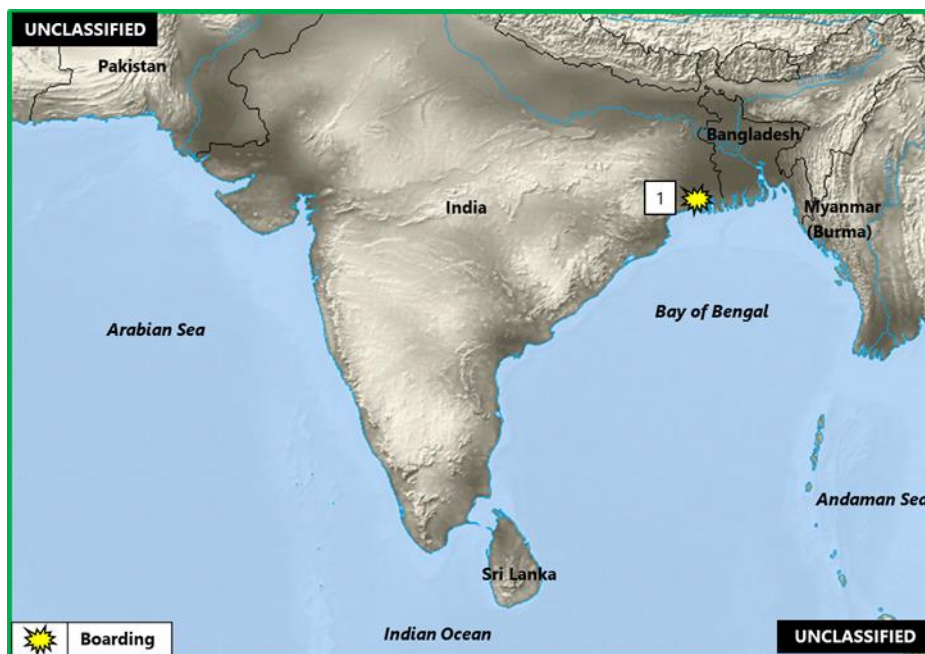 UNCLASSIFIED
Pakistan
Bangladesh
India
1
Myanmar
(Burma)
Arabian Sea
Bay of Bengal
Andaman Sea
Sri Lanka
Indian Ocean
Boarding
UNCLASSIFIED